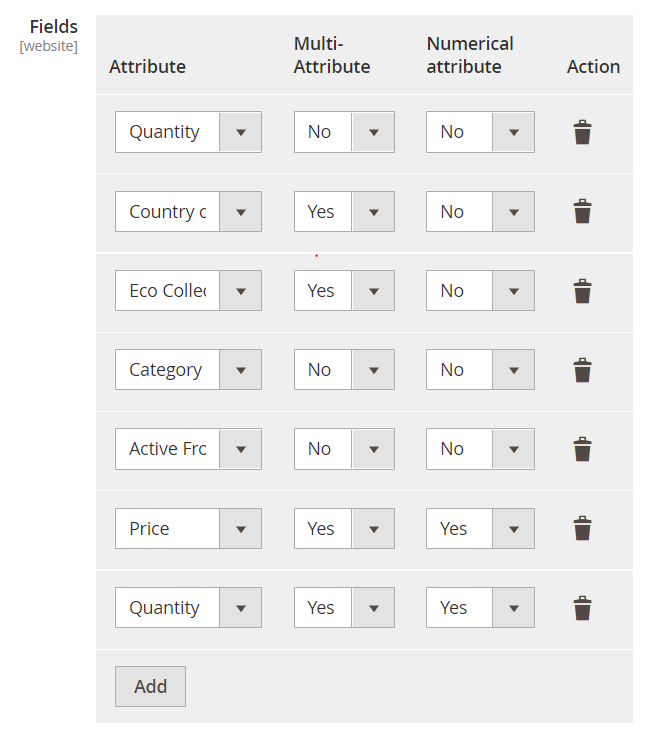 Fields
[website]
Attribute
Multi-
Attribute
Numerical
attribute
Action
Quantity No No
Country c Yes No
Eco Collec Yes No
Category No No
Active Frc No No
Price Yes Yes
Quantity Yes Yes
Add